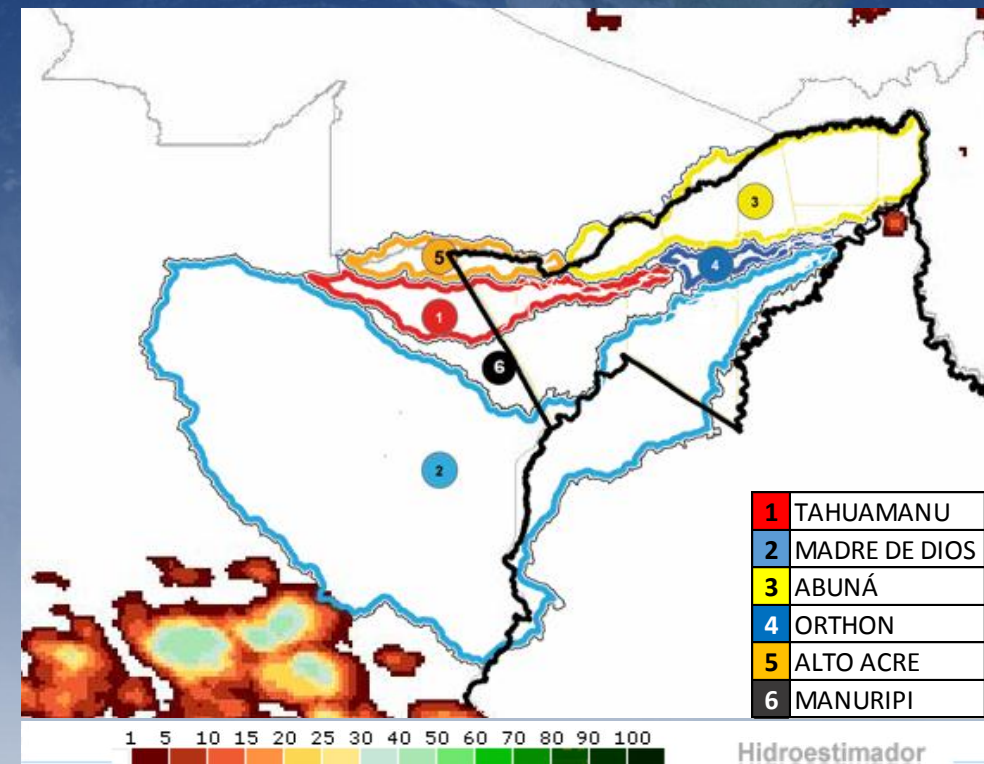 3
5
4
1
6
2
1 TAHUAMANU
2 MADRE DE DIOS
3 ABUNÁ
4 ORTHON
5 ALTO ACRE
6 MANURIPI
1 5 10 15 20 25 30 40 50 60 70 80 90 100
Hidroestimador